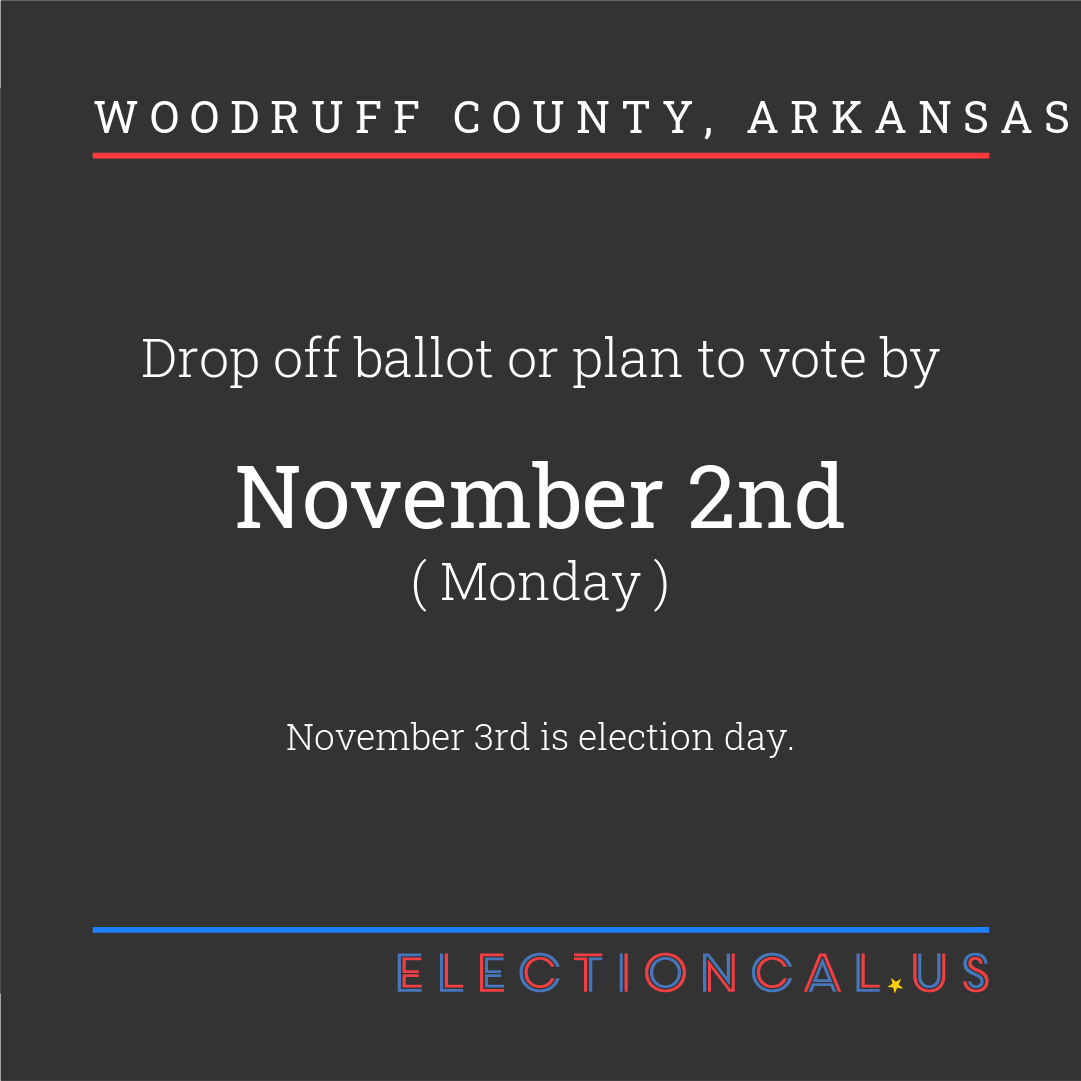 WOODRUFF COUNTY, ARKANSAS
Drop off ballot or plan to vote by
November 2nd
( Monday )
November 3rd is election day.
ELECTIONCAL.US